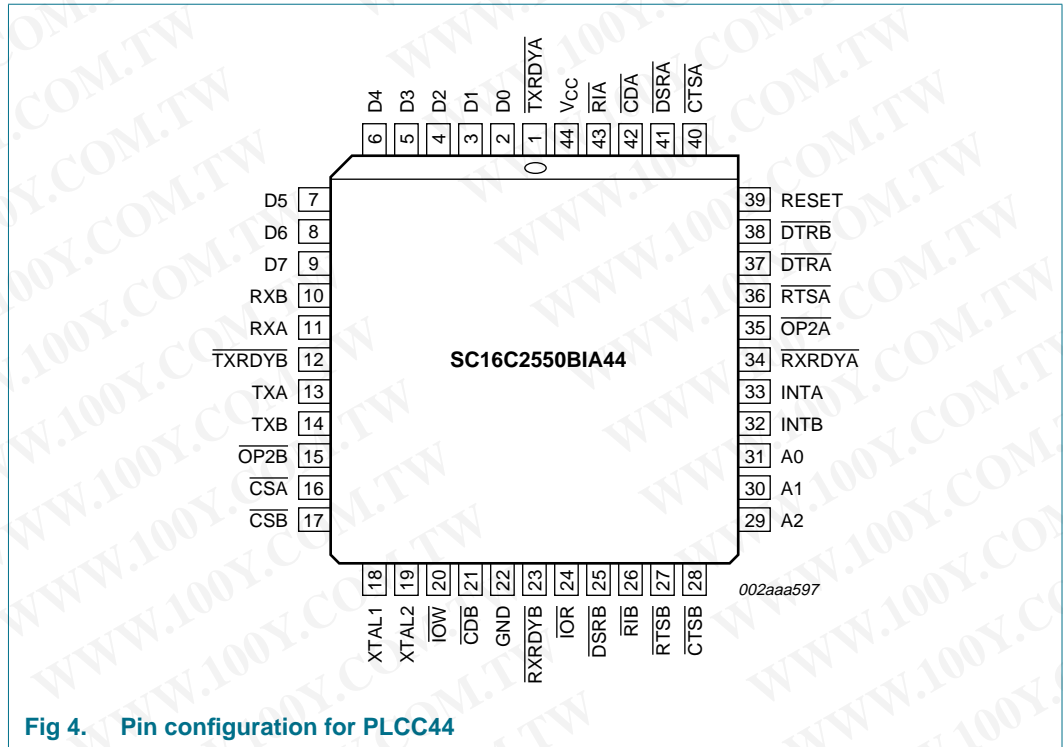 TXRDYA
D4 D3 D2 D1 D0 VCC RIA CDA DSRA CTSA
6 5 4 3 2 1 44 43 42 41 40
D5 7
D6 8
D7 9
RXB 10
RXA 11
TXRDYB 12
TXA 13
TXB 14
OP2B 15
CSA 16
CSB 17
SC16C2550BIA44
39 RESET
38 DTRB
37 DTRA
36 RTSA
35 OP2A
34 RXRDYA
33 INTA
32 INTB
31 A0
30 A1
29 A2
18 19 20 21 22 23 24 25 26 27 28
XTAL1 XTAL2 IOW CDB GND RXRDYB IOR DSRB RIB RTSB CTSB
002aaa597
Fig 4. Pin configuration for PLCC44
WWW.100Y.COM.TW